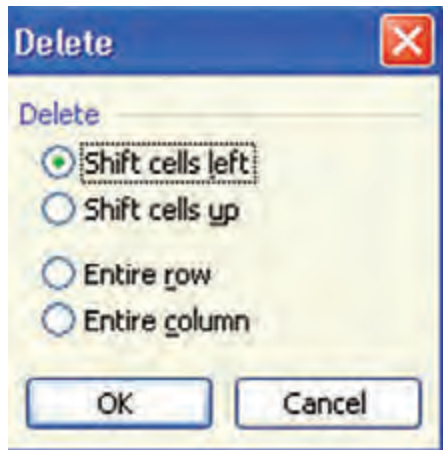 Delete
Delete
Shift cells left
Shift cells up
Entire row
Entire column
OK
Cancel